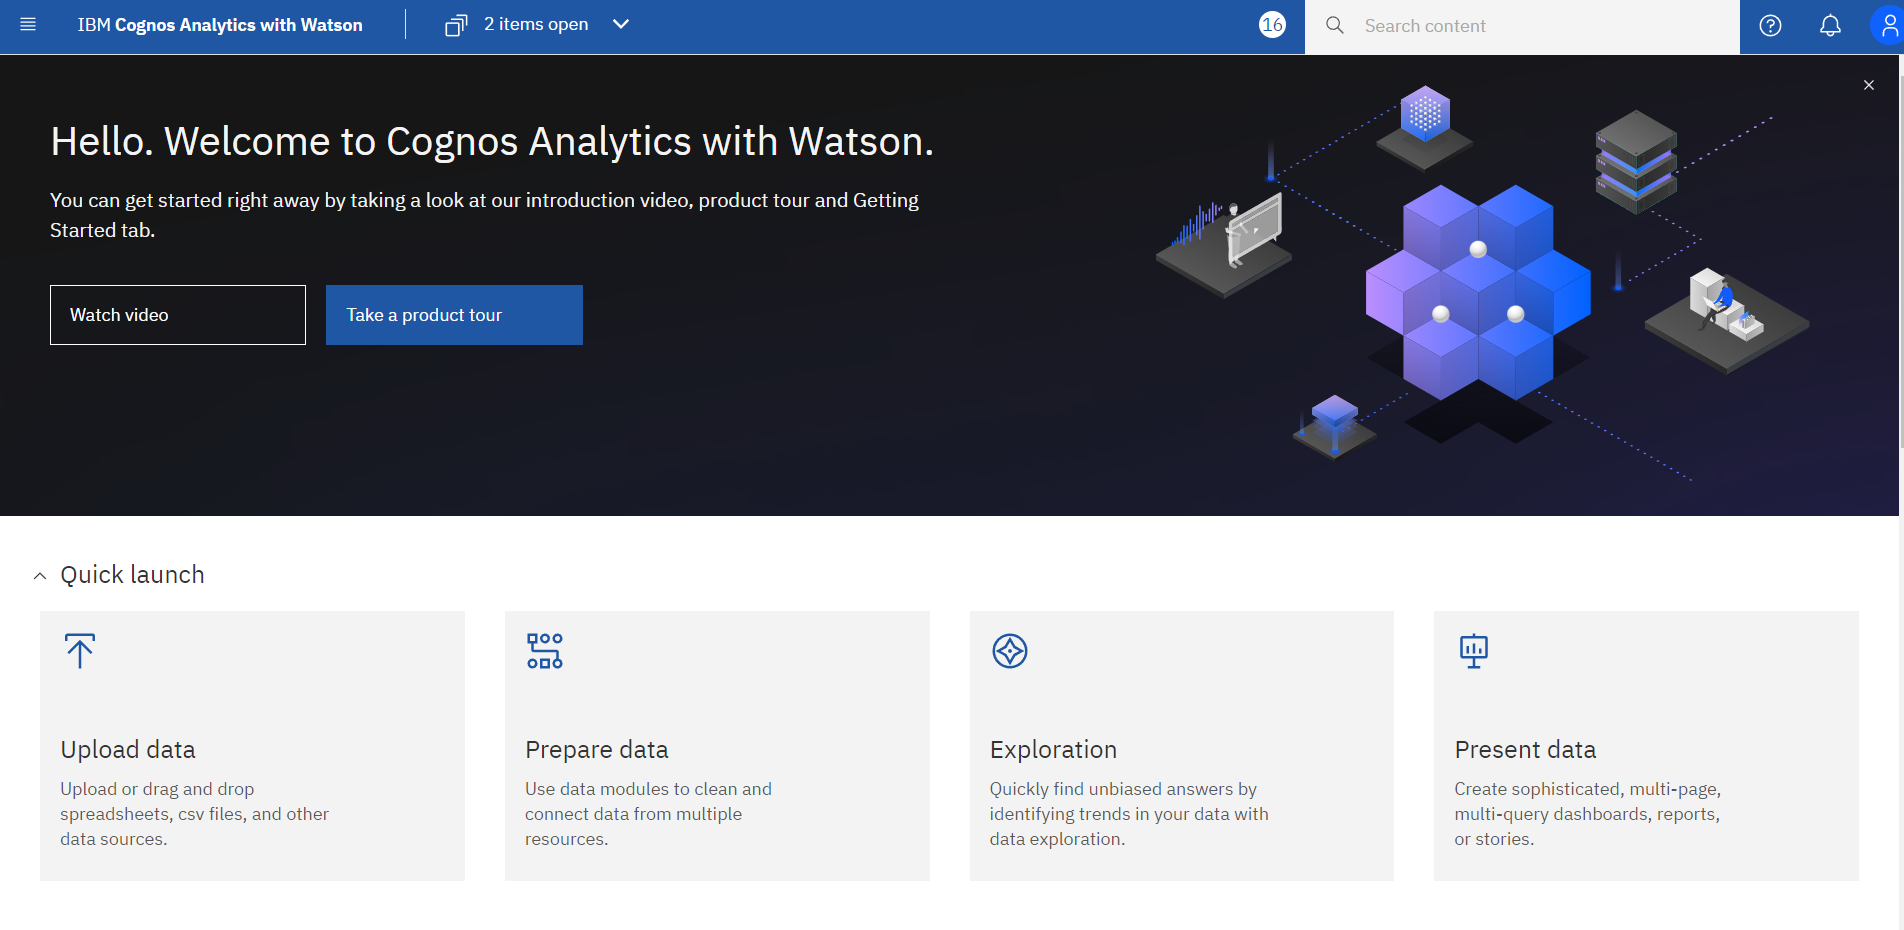 IBM Cognos Analytics with Watson
2 items open
16
Search content
Hello. Welcome to Cognos Analytics with Watson.
You can get started right away by taking a look at our introduction video, product tour and Getting
Started tab.
Watch video
Take a product tour
Quick launch
Upload data
Upload or drag and drop
spreadsheets, csv files, and other
data sources.
Prepare data
Use data modules to clean and
connect data from multiple
resources.
Exploration
Quickly find unbiased answers by
identifying trends in your data with
data exploration.
Present data
Create sophisticated, multi-page,
multi-query dashboards, reports,
or stories.